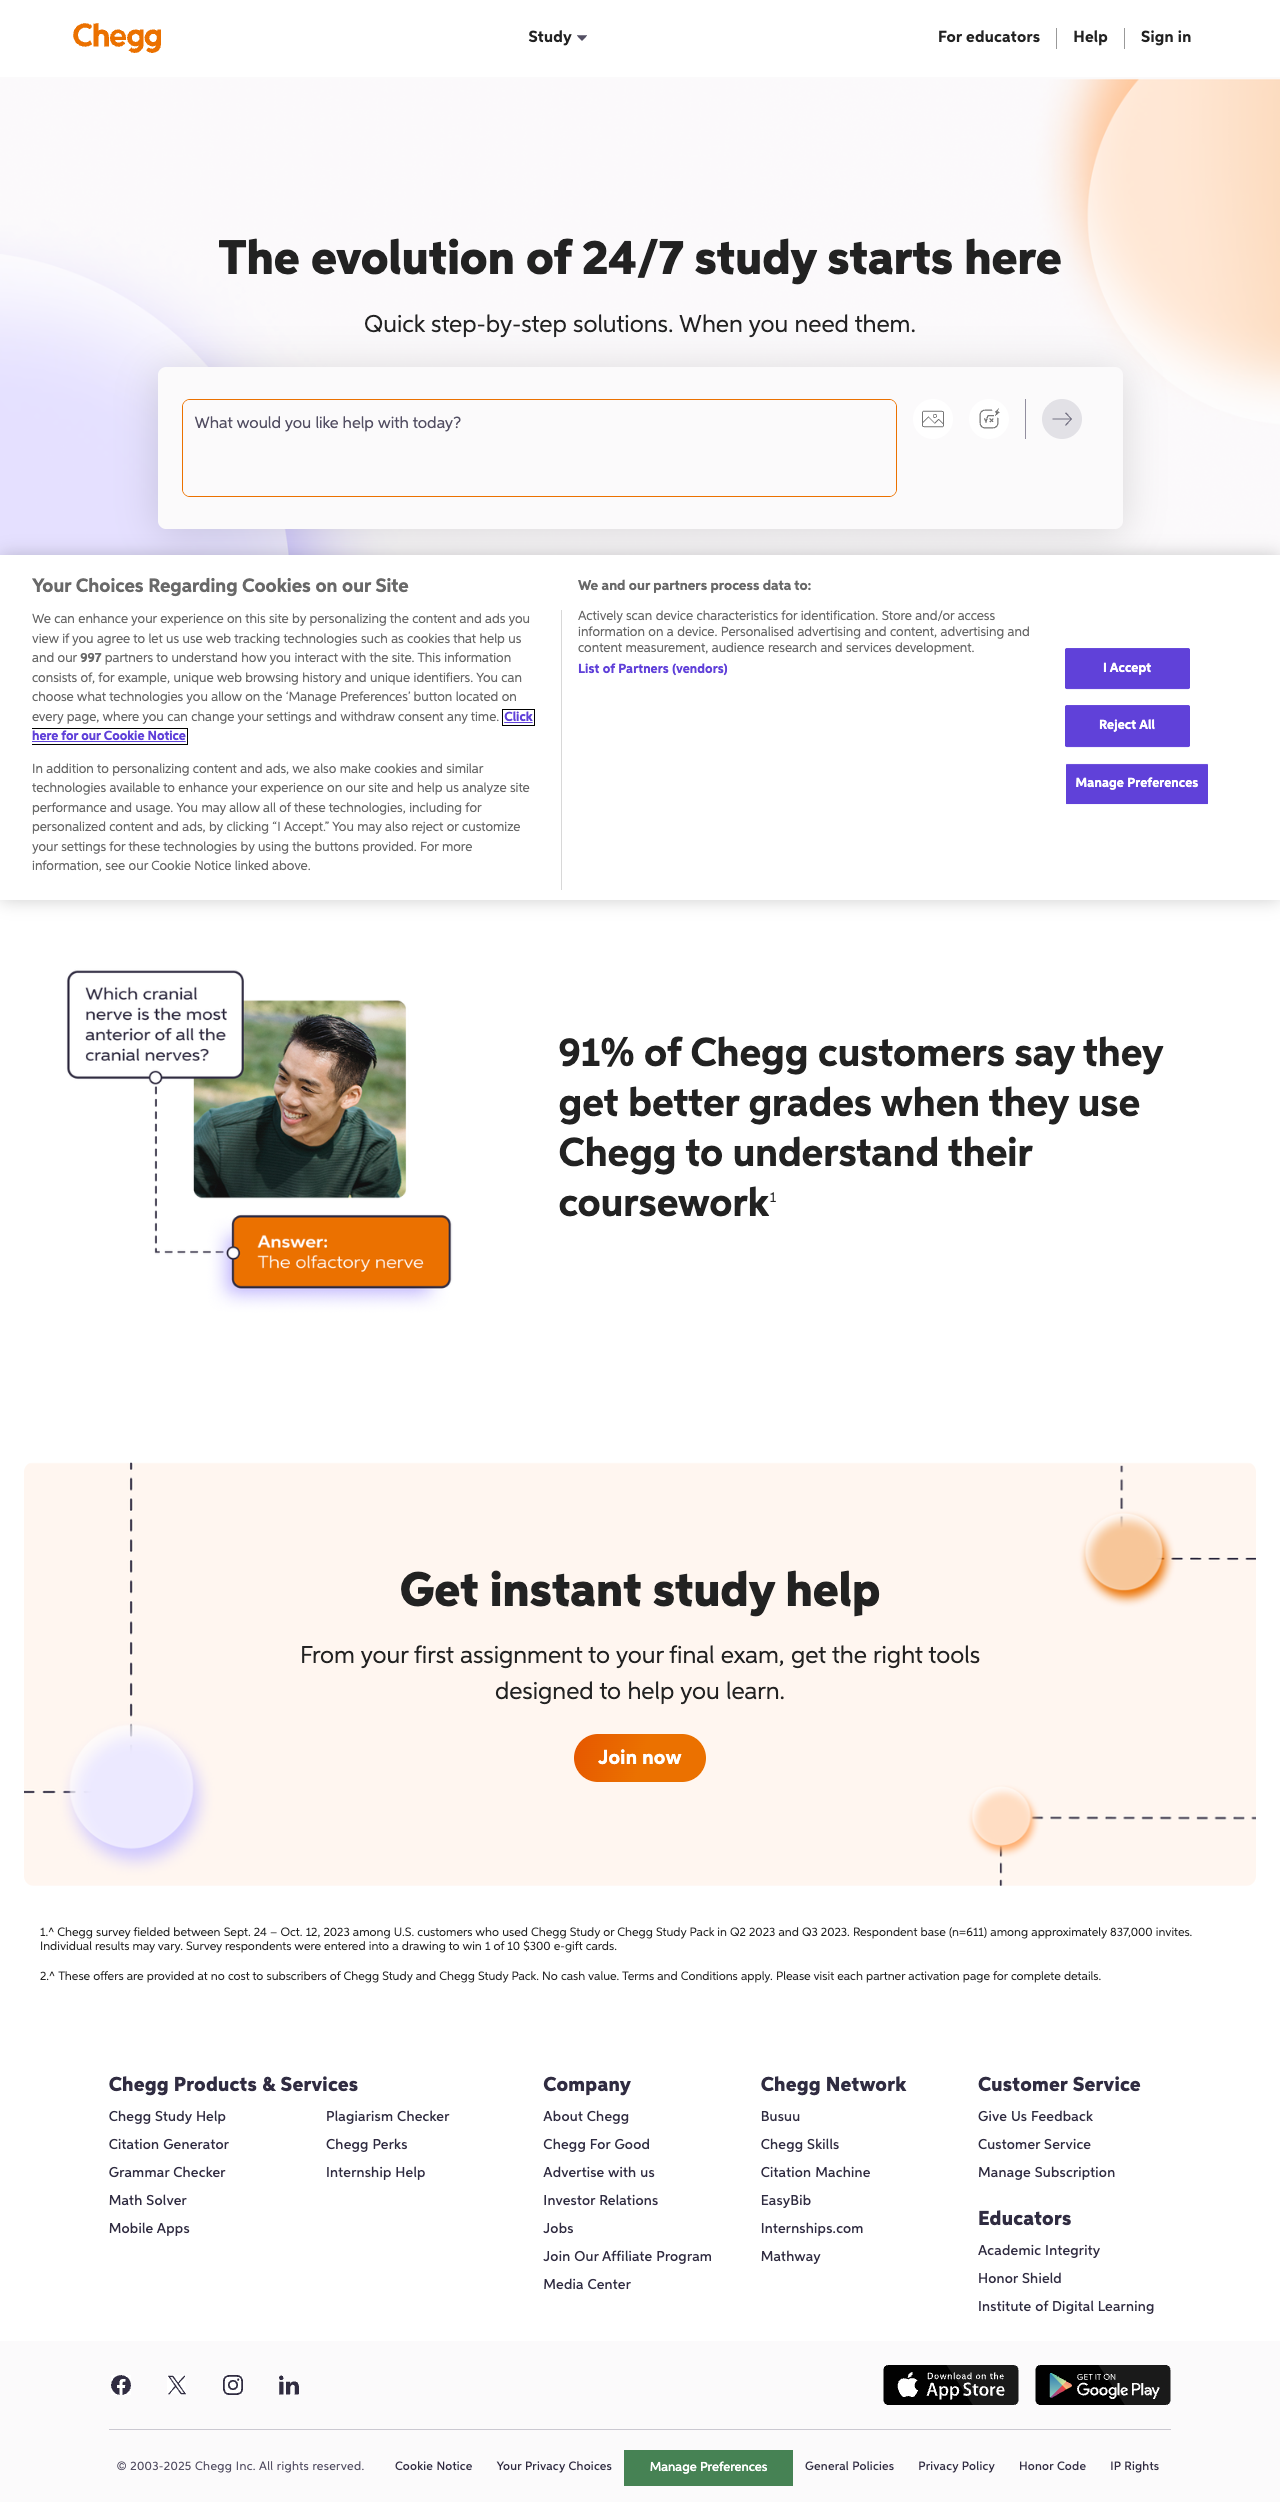 Chegg
Study
For educators
Help
Sign in
The evolution of 24/7 study starts here
Quick step-by-step solutions. When you need them.
What would you like help with today?
Your Choices Regarding Cookies on our Site
We can enhance your experience on this site by personalizing the content and ads you
view if you agree to let us use web tracking technologies such as cookies that help us
and our 997 partners to understand how you interact with the site. This information
consists of, for example, unique web browsing history and unique identifiers. You can
choose what technologies you allow on the ‘Manage Preferences’ button located on
every page, where you can change your settings and withdraw consent any time. Click
here for our Cookie Notice
In addition to personalizing content and ads, we also make cookies and similar
technologies available to enhance your experience on our site and help us analyze site
performance and usage. You may allow all of these technologies, including for
personalized content and ads, by clicking “I Accept.” You may also reject or customize
your settings for these technologies by using the buttons provided. For more
information, see our Cookie Notice linked above.
We and our partners process data to:
Actively scan device characteristics for identification. Store and/or access
information on a device. Personalised advertising and content, advertising and
content measurement, audience research and services development.
List of Partners (vendors)
I Accept
Reject All
Manage Preferences
Which cranial
nerve is the most
anterior of all the
cranial nerves?
Answer:
The olfactory nerve
91% of Chegg customers say they
get better grades when they use
Chegg to understand their
coursework1
Get instant study help
From your first assignment to your final exam, get the right tools
designed to help you learn.
Join now
1.^ Chegg survey fielded between Sept. 24 – Oct. 12, 2023 among U.S. customers who used Chegg Study or Chegg Study Pack in Q2 2023 and Q3 2023. Respondent base (n=611) among approximately 837,000 invites.
Individual results may vary. Survey respondents were entered into a drawing to win 1 of 10 $300 e-gift cards.
2.^ These offers are provided at no cost to subscribers of Chegg Study and Chegg Study Pack. No cash value. Terms and Conditions apply. Please visit each partner activation page for complete details.
Chegg Products & Services
Chegg Study Help
Citation Generator
Grammar Checker
Math Solver
Mobile Apps
Plagiarism Checker
Chegg Perks
Internship Help
Company
About Chegg
Chegg For Good
Advertise with us
Investor Relations
Jobs
Join Our Affiliate Program
Media Center
Chegg Network
Busuu
Chegg Skills
Citation Machine
EasyBib
Internships.com
Mathway
Customer Service
Give Us Feedback
Customer Service
Manage Subscription
Educators
Academic Integrity
Honor Shield
Institute of Digital Learning
Download on the
App Store
GET IT ON
Google Play
© 2003-2025 Chegg Inc. All rights reserved.
Cookie Notice
Your Privacy Choices
Manage Preferences
General Policies
Privacy Policy
Honor Code
IP Rights